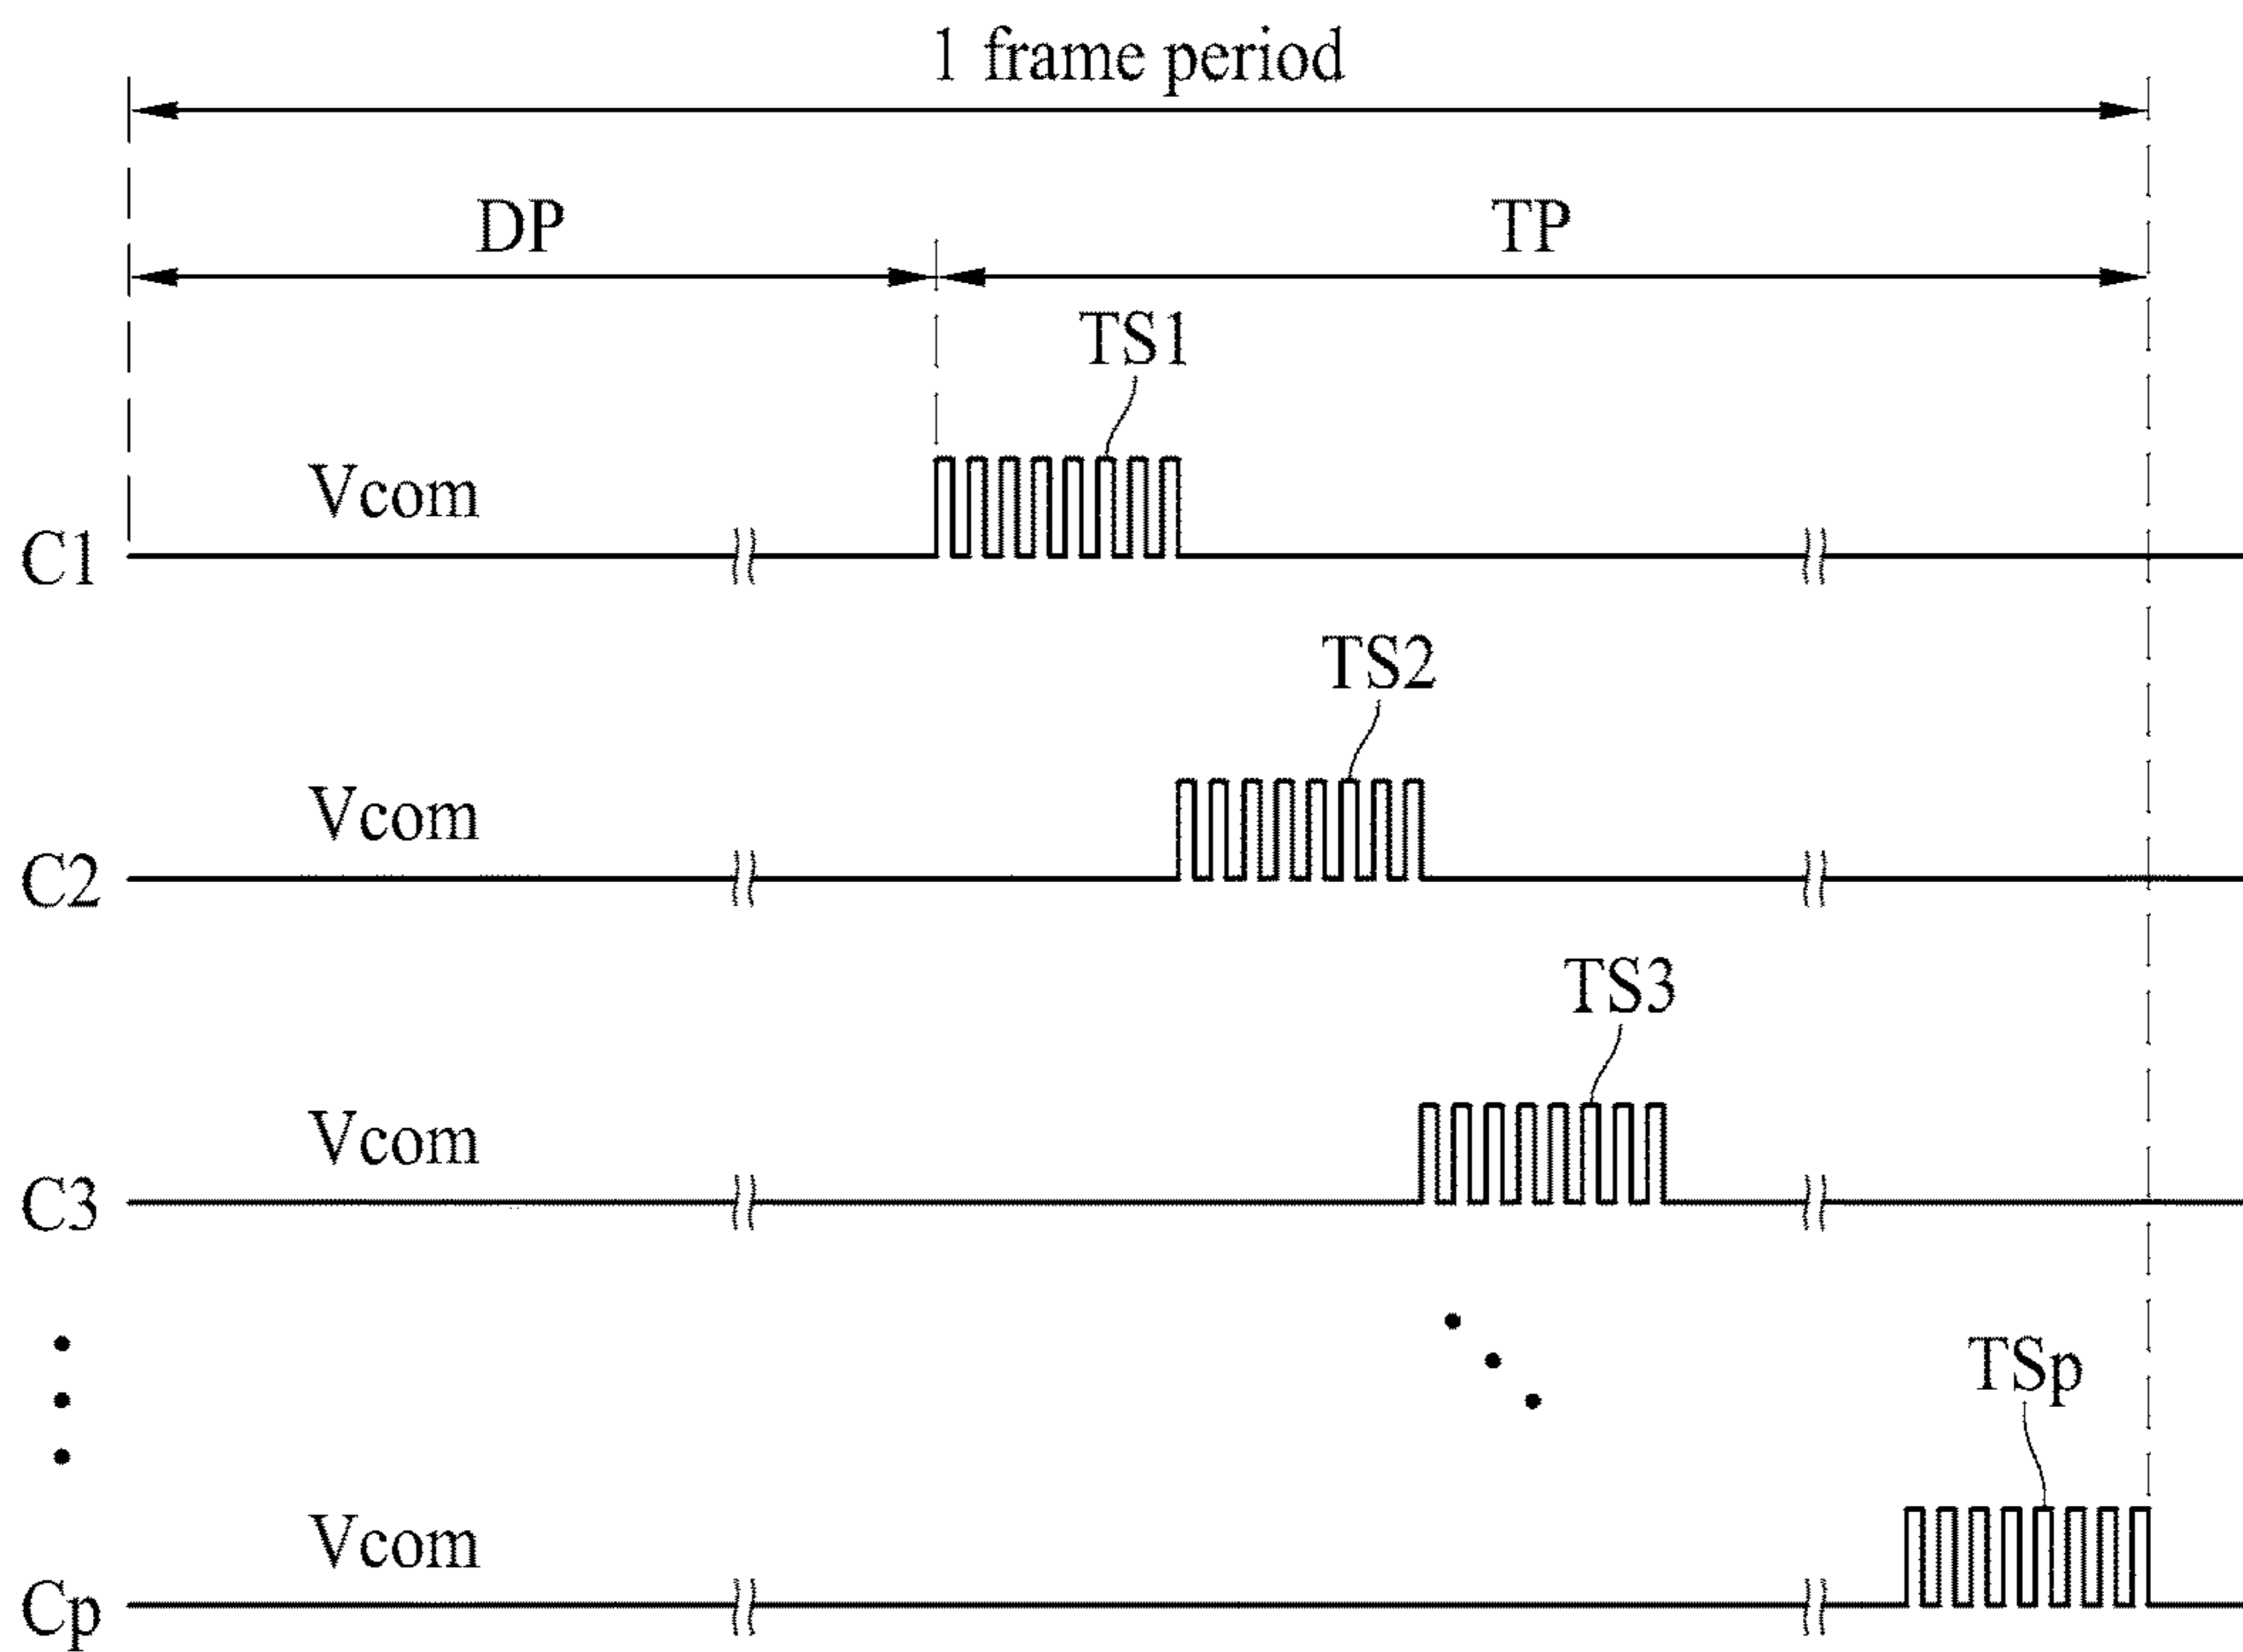 1 frame period
DP
TP
TS1
Vcom
C1
TS2
Vcom
C2
TS3
Vcom
C3
TSp
Vcom
Cp